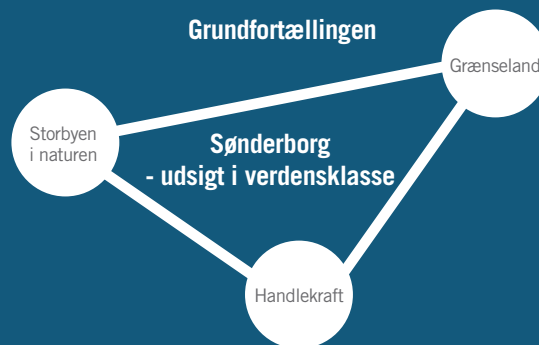 Grundfortællingen
Grænseland
Storbyen
i naturen
Sønderborg
- udsigt i verdensklasse
Handlekraft